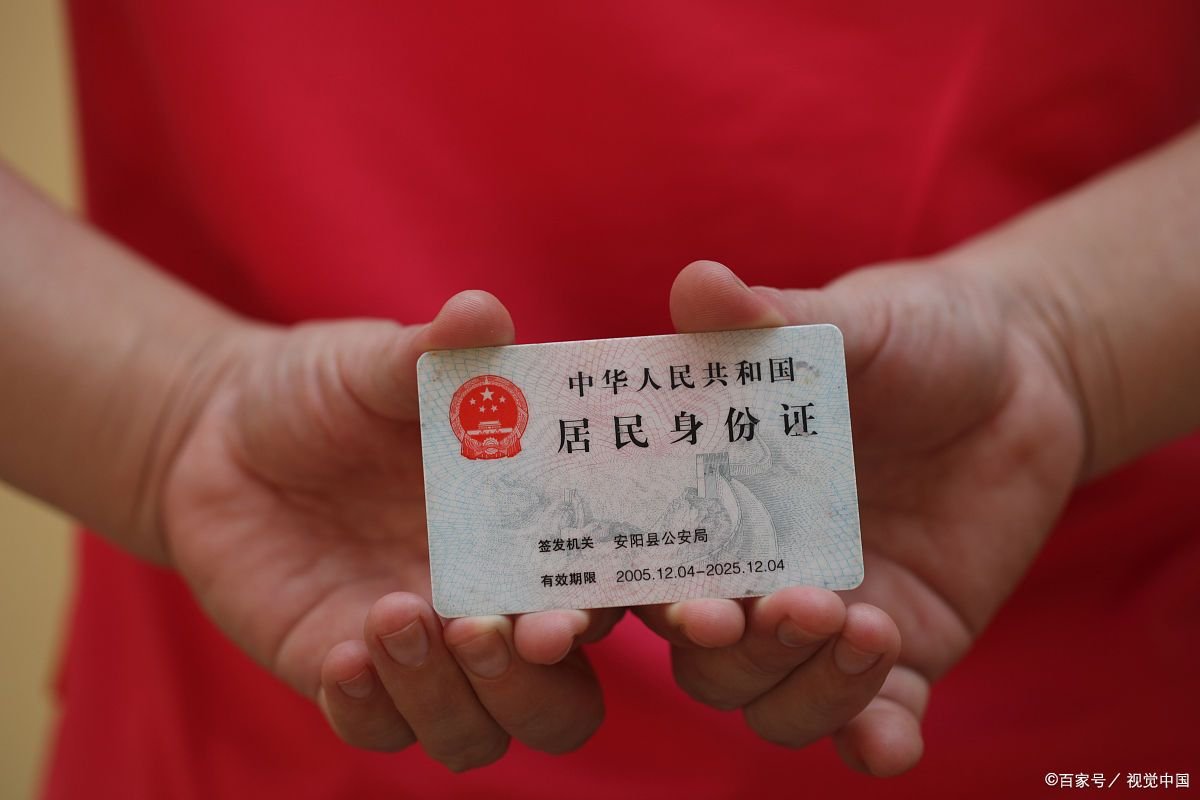 中华人民共和国
居民身份证
签发机关 安阳县公安局
有效期限 2005.12.04-2025.12.04
©百家号／视觉中国